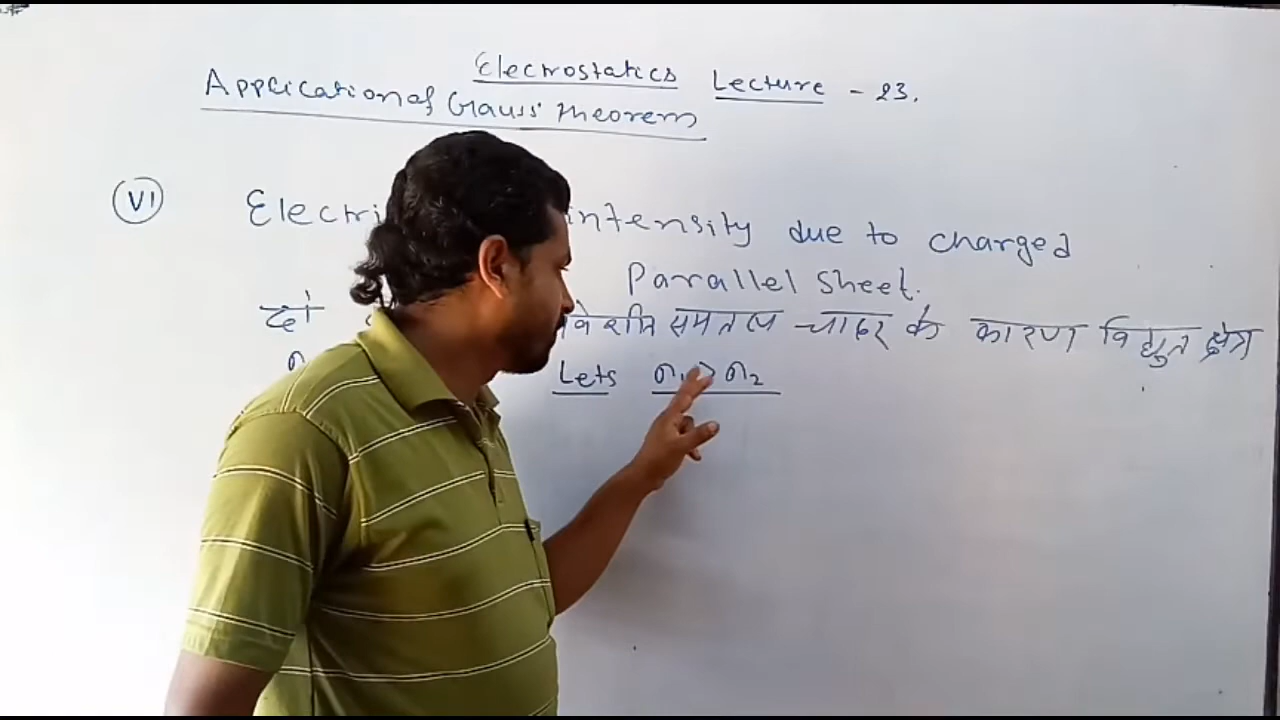 Electrostatics Lecture - 23.
Application of Gauss' Theorem
VI
Electri intensity due to charged
Parallel Sheet.
दो समतल चादर के कारण विद्युत क्षेत्र
Lets σ1 > σ2